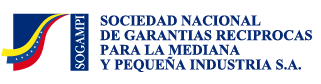 SOGAMPI
SOCIEDAD NACIONAL
DE GARANTIAS RECIPROCAS
PARA LA MEDIANA
Y PEQUEÑA INDUSTRIA S.A.